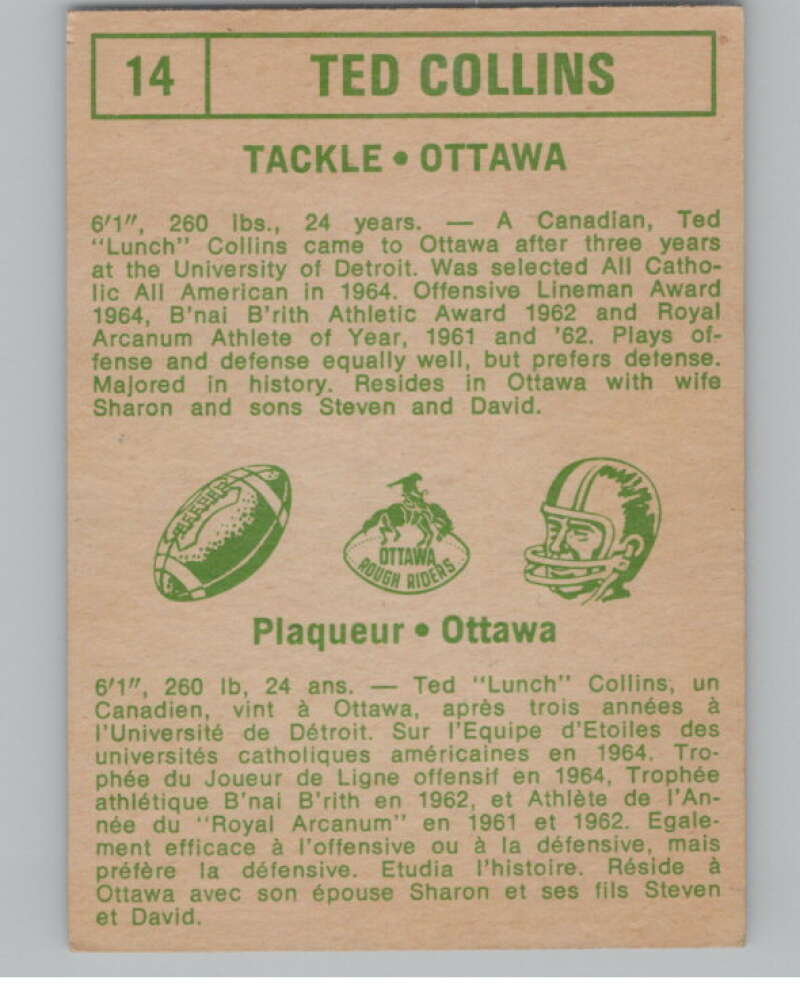 14 TED COLLINS
TACKLE • OTTAWA
6'1", 260 lbs., 24 years. — A Canadian, Ted
"Lunch" Collins came to Ottawa after three years
at the University of Detroit. Was selected All Catho-
lic All American in 1964. Offensive Lineman Award
1964, B'nai B'rith Athletic Award 1962 and Royal
Arcanum Athlete of Year, 1961 and '62. Plays of-
fense and defense equally well, but prefers defense.
Majored in history. Resides in Ottawa with wife
Sharon and sons Steven and David.
OTTAWA
ROUGH RIDERS
Plaqueur • Ottawa
6'1", 260 lb, 24 ans. — Ted "Lunch" Collins, un
Canadien, vint à Ottawa, après trois années à
l'Université de Détroit. Sur l'Equipe d'Etoiles des
universités catholiques américaines en 1964. Tro-
phée du Joueur de Ligne offensif en 1964, Trophée
athlétique B'nai B'rith en 1962, et Athlète de l'An-
née du "Royal Arcanum" en 1961 et 1962. Egale-
ment efficace à l'offensive ou à la défensive, mais
préfère la défensive. Etudia l'histoire. Réside à
Ottawa avec son épouse Sharon et ses fils Steven
et David.